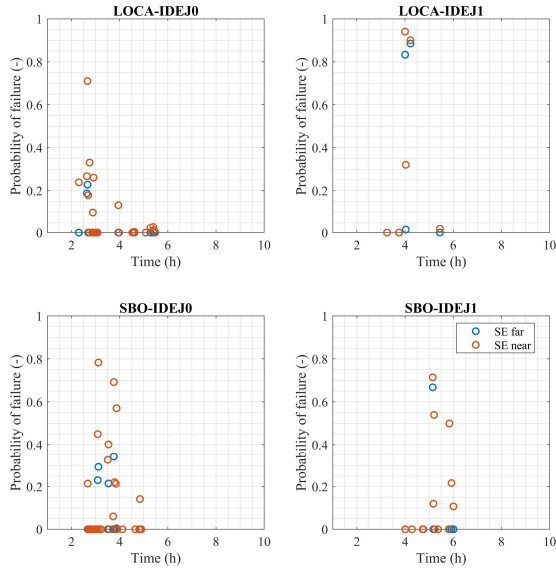 LOCA-IDEJ0
Probability of failure (-)
1
0.8
0.6
0.4
0.2
0
2 4 6 8 10
Time (h)
LOCA-IDEJ1
Probability of failure (-)
1
0.8
0.6
0.4
0.2
0
2 4 6 8 10
Time (h)
SBO-IDEJ0
Probability of failure (-)
1
0.8
0.6
0.4
0.2
0
2 4 6 8 10
Time (h)
SBO-IDEJ1
SE far
SE near
Probability of failure (-)
1
0.8
0.6
0.4
0.2
0
2 4 6 8 10
Time (h)